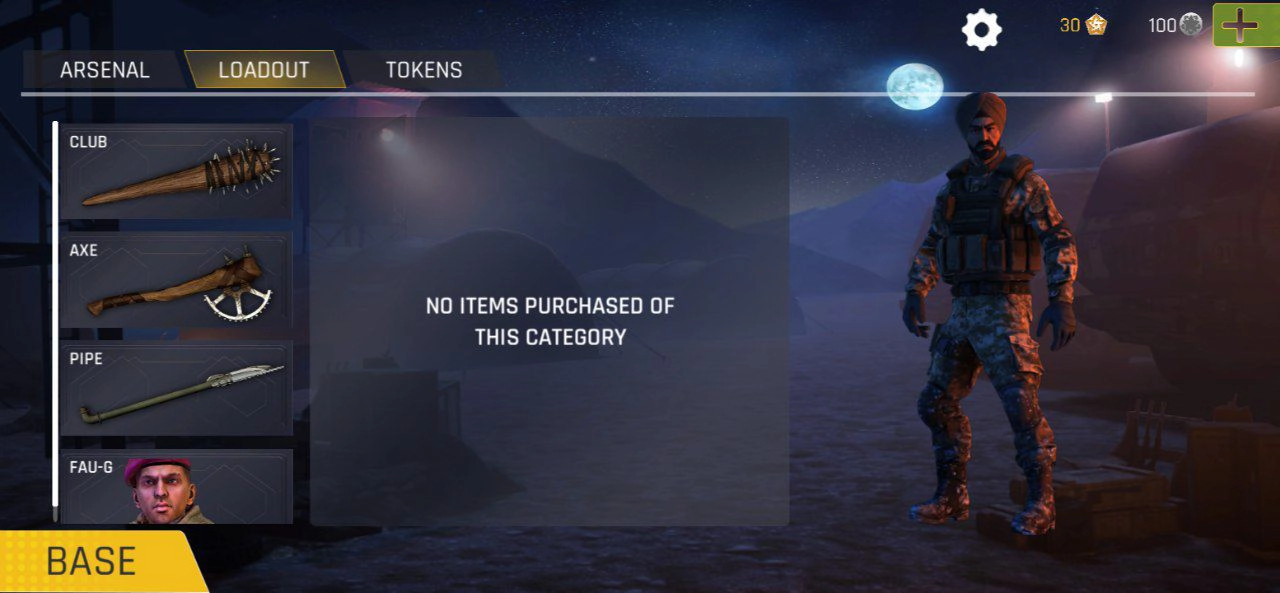 30
100
ARSENAL
LOADOUT
TOKENS
CLUB
AXE
PIPE
FAU-G
NO ITEMS PURCHASED OF
THIS CATEGORY
BASE